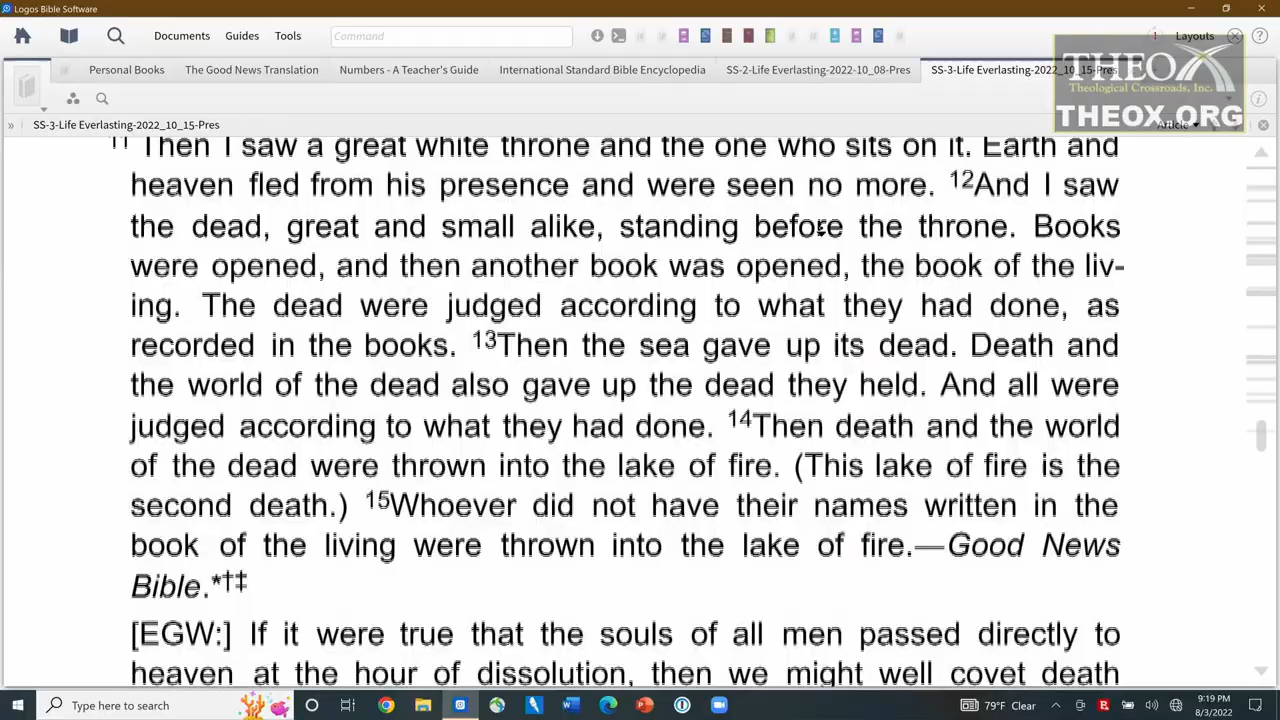 Logos Bible Software
Documents Guides Tools Command Layouts
Personal Books The Good News Translation Guide International Standard Bible Encyclopedia SS-2-Life Everlasting-2022-10_08-Pres SS-3-Life Everlasting-2022_10_15-Pres
THEOX
Theological Crossroads, Inc.
THEOX.ORG
SS-3-Life Everlasting-2022_10_15-Pres Article
11 Then I saw a great white throne and the one who sits on it. Earth and
heaven fled from his presence and were seen no more. 12And I saw
the dead, great and small alike, standing before the throne. Books
were opened, and then another book was opened, the book of the liv-
ing. The dead were judged according to what they had done, as
recorded in the books. 13Then the sea gave up its dead. Death and
the world of the dead also gave up the dead they held. And all were
judged according to what they had done. 14Then death and the world
of the dead were thrown into the lake of fire. (This lake of fire is the
second death.) 15Whoever did not have their names written in the
book of the living were thrown into the lake of fire.—Good News
Bible.*†‡
[EGW:] If it were true that the souls of all men passed directly to
heaven at the hour of dissolution, then we might well covet death
Type here to search 79°F Clear 9:19 PM
8/3/2022